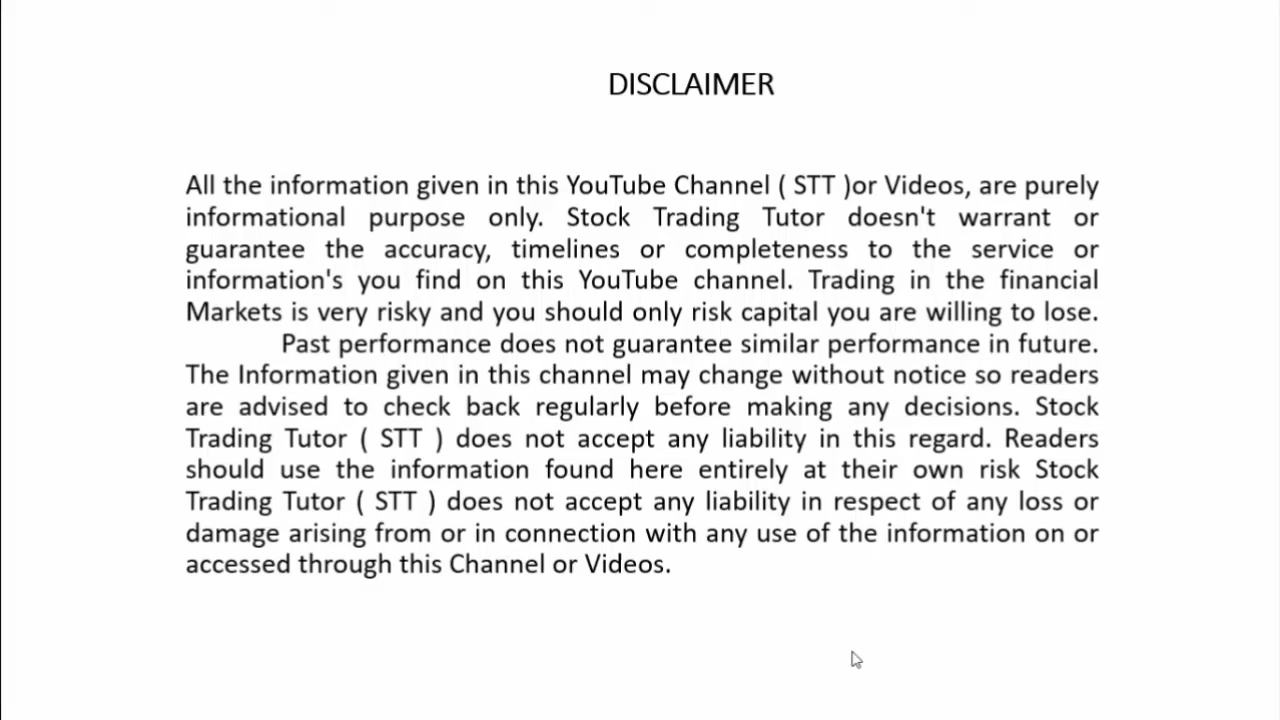 DISCLAIMER
All the information given in this YouTube Channel ( STT )or Videos, are purely
informational purpose only. Stock Trading Tutor doesn't warrant or
guarantee the accuracy, timelines or completeness to the service or
information's you find on this YouTube channel. Trading in the financial
Markets is very risky and you should only risk capital you are willing to lose.
Past performance does not guarantee similar performance in future.
The Information given in this channel may change without notice so readers
are advised to check back regularly before making any decisions. Stock
Trading Tutor ( STT ) does not accept any liability in this regard. Readers
should use the information found here entirely at their own risk Stock
Trading Tutor ( STT ) does not accept any liability in respect of any loss or
damage arising from or in connection with any use of the information on or
accessed through this Channel or Videos.